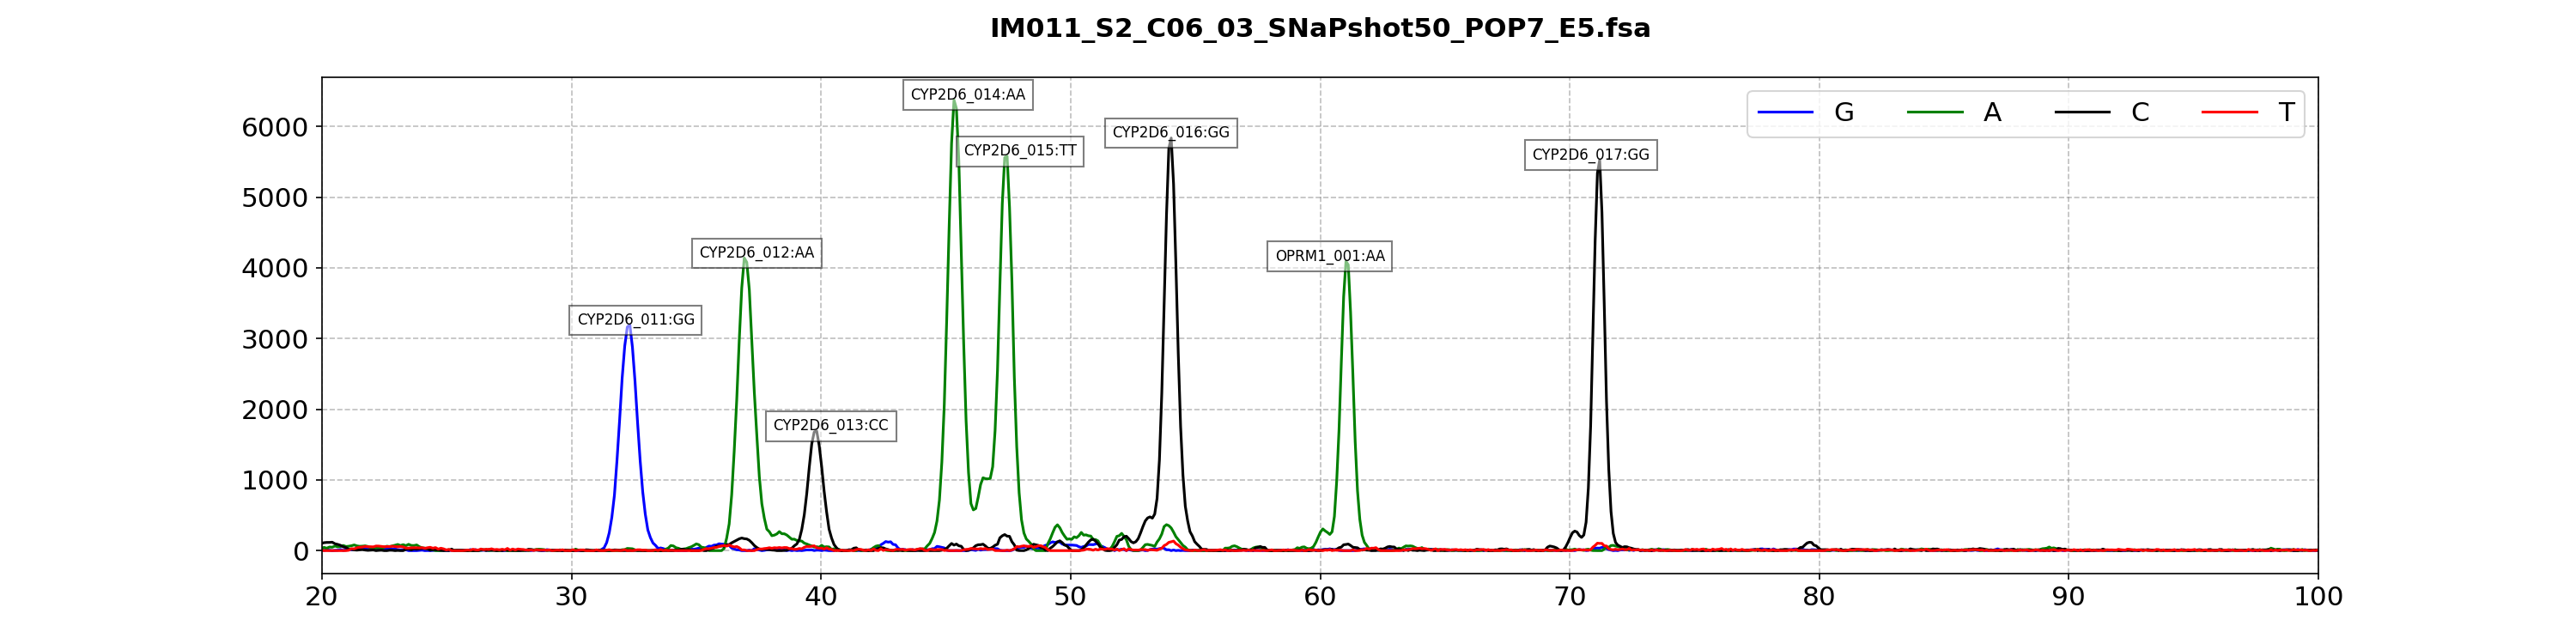 IM011_S2_C06_03_SNaPshot50_POP7_E5.fsa
G A C T
CYP2D6_014:AA
CYP2D6_016:GG
CYP2D6_015:TT
CYP2D6_017:GG
CYP2D6_012:AA
OPRM1_001:AA
CYP2D6_011:GG
CYP2D6_013:CC
6000
5000
4000
3000
2000
1000
0
20 30 40 50 60 70 80 90 100